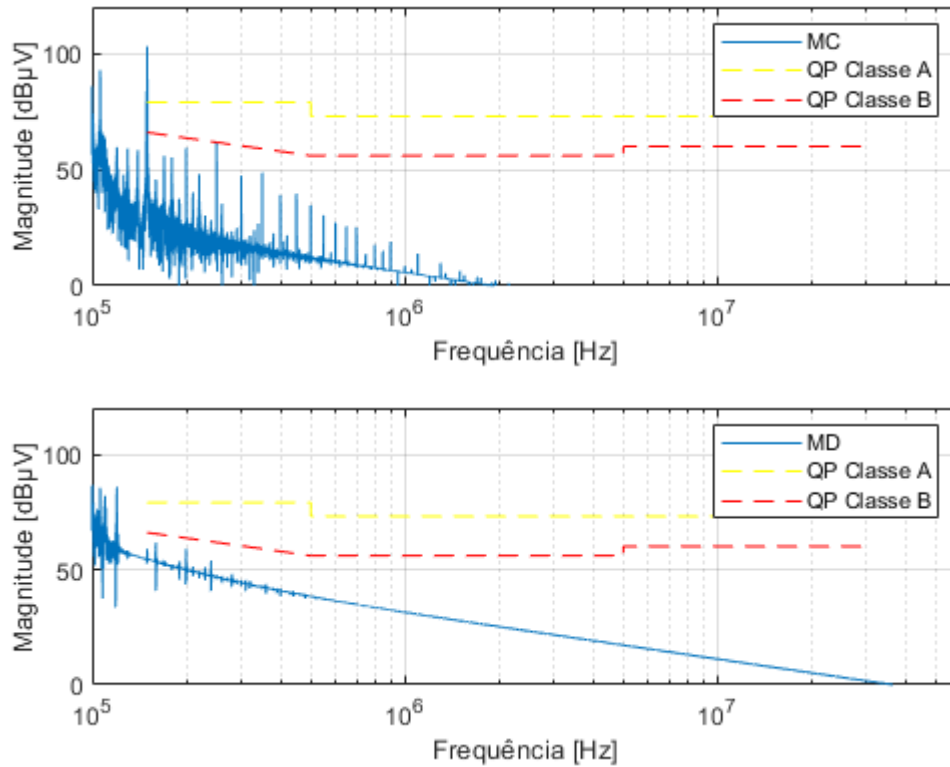 100
50
0
Magnitude [dBµV]
MC
QP Classe A
QP Classe B
10^5
10^6
10^7
Frequência [Hz]
100
50
0
Magnitude [dBµV]
MD
QP Classe A
QP Classe B
10^5
10^6
10^7
Frequência [Hz]